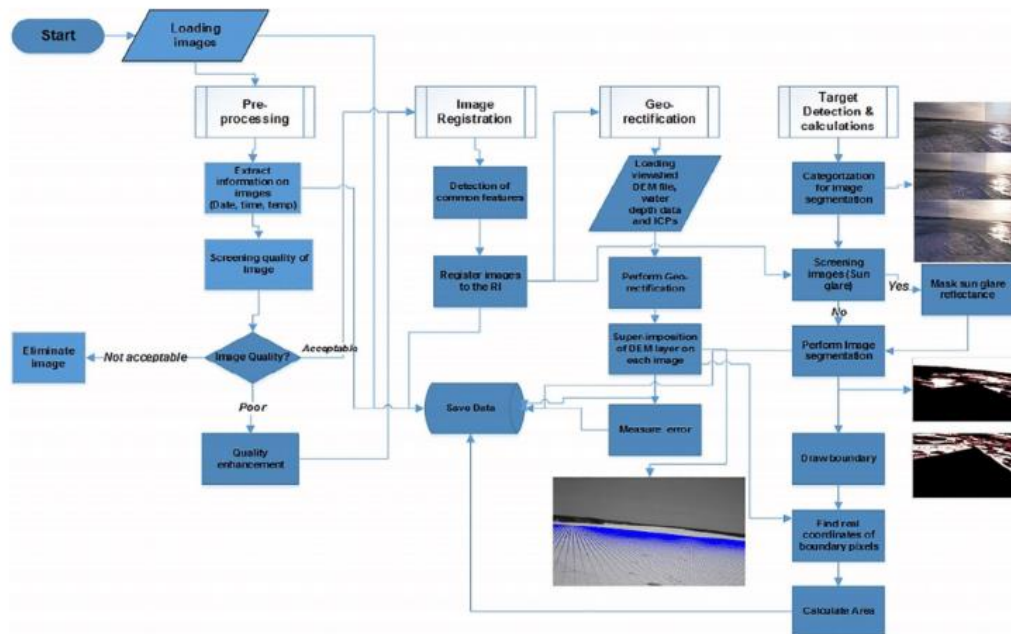 Start
Loading
images
Pre-
processing
Extract
information on
images
(Date, time, temp)
Screening quality of
Image
Image Quality?
Not acceptable
Eliminate
image
Acceptable
Poor
Quality
enhancement
Image
Registration
Detection of
common features
Register images
to the RI
Save Data
Geo-
rectification
Loading
viewshed
DEM file,
water
depth data
and ICPs
Perform Geo-
rectification
Super-imposition
of DEM layer on
each image
Measure error
Target
Detection &
calculations
Categorization
for image
segmentation
Screening
images (Sun
glare)
Yes
Mask sun glare
reflectance
No
Perform Image
segmentation
Draw boundary
Find real
coordinates of
boundary pixels
Calculate Area